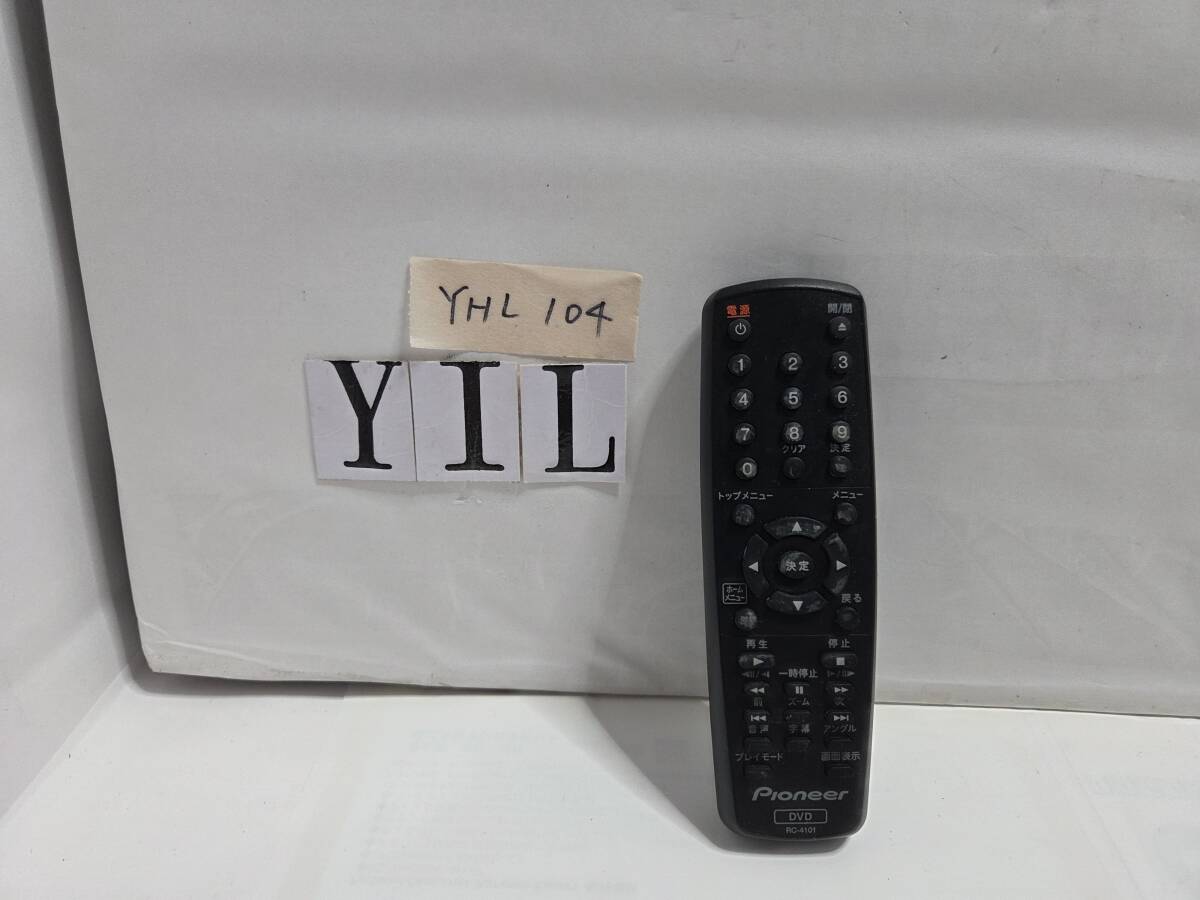 YHL 104
YIL
電源 開/閉
1 2 3
4 5 6
7 8 9
クリア 決定
0
トップメニュー メニュー
決定
ホームメニュー 戻る
再生 停止
一時停止
前 ズーム 次
音声 字幕 アングル
プレイモード 画面表示
Pioneer
DVD
RC-4101